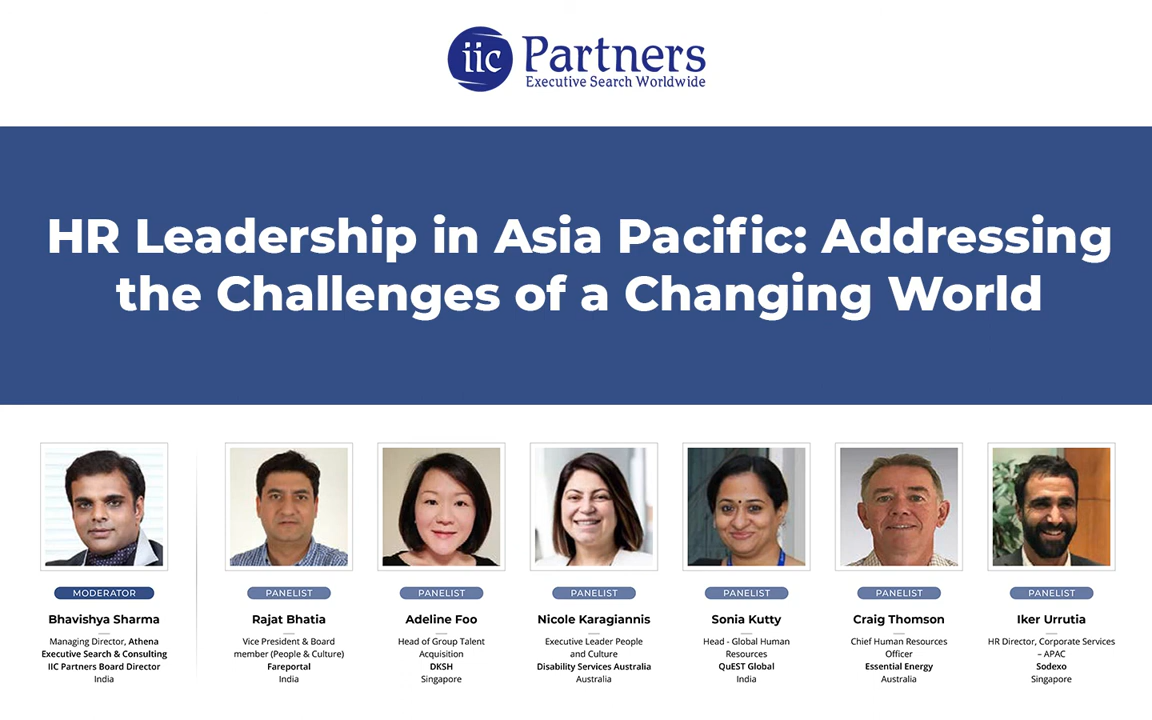 iic Partners
Executive Search Worldwide
HR Leadership in Asia Pacific: Addressing
the Challenges of a Changing World
MODERATOR
Bhavishya Sharma
Managing Director, Athena
Executive Search & Consulting
IIC Partners Board Director
India
PANELIST
Rajat Bhatia
Vice President & Board
member (People & Culture)
Fareportal
India
PANELIST
Adeline Foo
Head of Group Talent
Acquisition
DKSH
Singapore
PANELIST
Nicole Karagiannis
Executive Leader People
and Culture
Disability Services Australia
Australia
PANELIST
Sonia Kutty
Head - Global Human
Resources
QuEST Global
India
PANELIST
Craig Thomson
Chief Human Resources
Officer
Essential Energy
Australia
PANELIST
Iker Urrutia
HR Director, Corporate Services
– APAC
Sodexo
Singapore